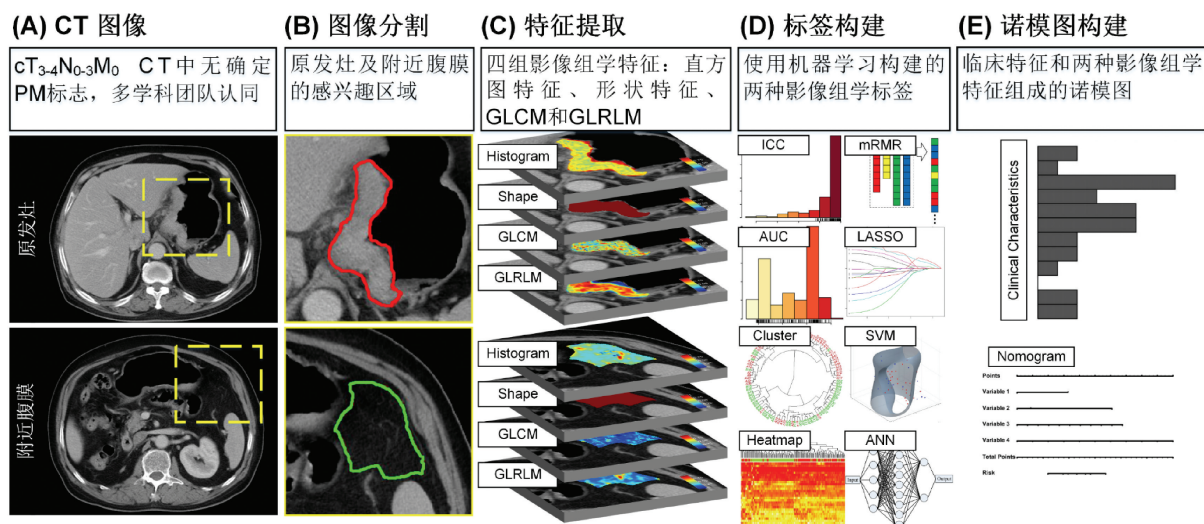 (A) CT 图像
cT3-4N0-3M0 CT中无确定
PM标志，多学科团队认同
原发灶
附近腹膜
(B) 图像分割
原发灶及附近腹膜
的感兴趣区域
(C) 特征提取
四组影像组学特征：直方
图特征、形状特征、
GLCM和GLRLM
Histogram
Shape
GLCM
GLRLM
Histogram
Shape
GLCM
GLRLM
(D) 标签构建
使用机器学习构建的
两种影像组学标签
ICC
mRMR
AUC
LASSO
Cluster
SVM
Heatmap
ANN
Input
Output
(E) 诺模图构建
临床特征和两种影像组学
特征组成的诺模图
Clinical Characteristics
Nomogram
Points
Variable 1
Variable 2
Variable 3
Variable 4
Total Points
Risk